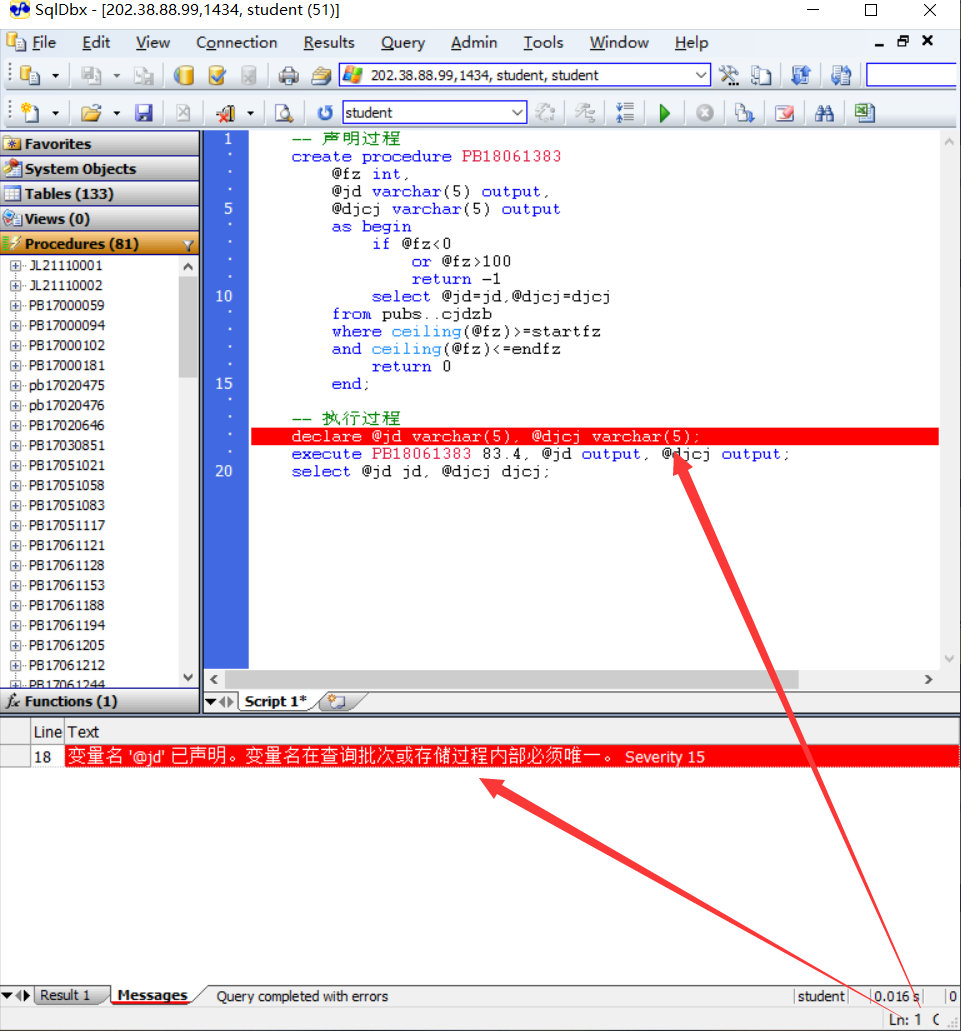 SqlDbx - [202.38.88.99,1434, student (51)]
File Edit View Connection Results Query Admin Tools Window Help
202.38.88.99,1434, student, student
student
Favorites
System Objects
Tables (133)
Views (0)
Procedures (81)
JL21110001
JL21110002
PB17000059
PB17000094
PB17000102
PB17000181
pb17020475
pb17020476
PB17020646
PB17030851
PB17051021
PB17051058
PB17051083
PB17051117
PB17061121
PB17061128
PB17061153
PB17061188
PB17061194
PB17061205
PB17061212
PB17061244
Functions (1)
1 -- 声明过程
create procedure PB18061383
@fz int,
@jd varchar(5) output,
5 @djcj varchar(5) output
as begin
if @fz<0
or @fz>100
return -1
10 select @jd=jd,@djcj=djcj
from pubs..cjdzb
where ceiling(@fz)>=startfz
and ceiling(@fz)<=endfz
return 0
15 end;
-- 执行过程
declare @jd varchar(5), @djcj varchar(5);
execute PB18061383 83.4, @jd output, @djcj output;
20 select @jd jd, @djcj djcj;
Script 1*
Line Text
18 变量名 '@jd' 已声明。变量名在查询批次或存储过程内部必须唯一。 Severity 15
Result 1 Messages Query completed with errors student 0.016 s 0
Ln: 1